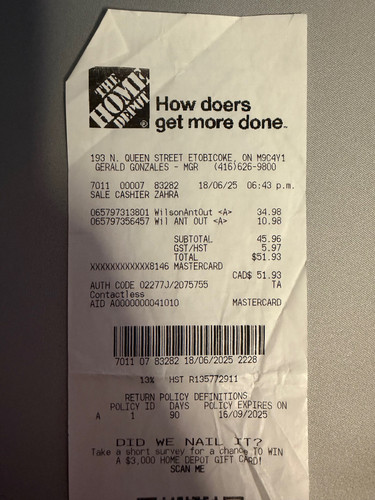 THE HOME DEPOT
How doers
get more done.™
193 N. QUEEN STREET ETOBICOKE, ON M9C4Y1
GERALD GONZALES - MGR (416)626-9800
7011 00007 83282 18/06/25 06:43 p.m.
SALE CASHIER ZAHRA
065797313801 WilsonAntOut <A> 34.98
065797356457 Wil ANT OUT <A> 10.98
SUBTOTAL 45.96
GST/HST 5.97
TOTAL $51.93
XXXXXXXXXXXX8146 MASTERCARD
CAD$ 51.93
AUTH CODE 02277J/2075755 TA
Contactless
AID A0000000041010 MASTERCARD
7011 07 83282 18/06/2025 2228
13% HST R135772911
RETURN POLICY DEFINITIONS
POLICY ID DAYS POLICY EXPIRES ON
A 1 90 16/09/2025
DID WE NAIL IT?
Take a short survey for a chance TO WIN
A $3,000 HOME DEPOT GIFT CARD!
SCAN ME